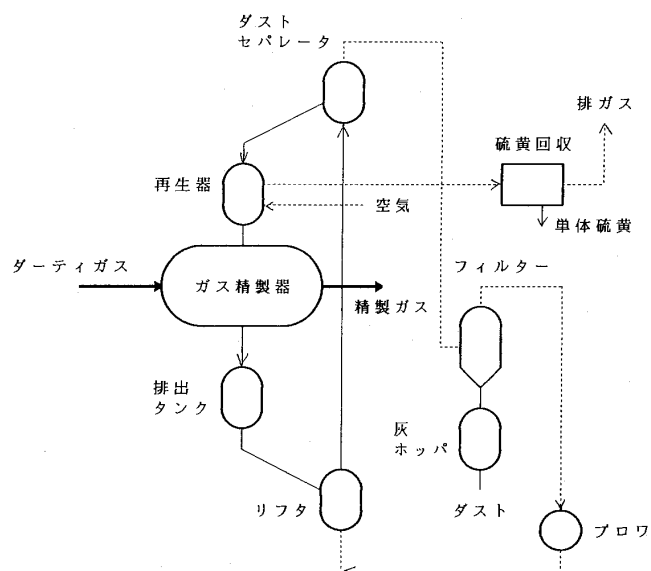 ダスト
セパレータ
排ガス
硫黄回収
再生器
空気
単体硫黄
ダーティガス
フィルター
ガス精製器
精製ガス
排出
タンク
灰
ホッパ
リフタ
ダスト
ブロワ